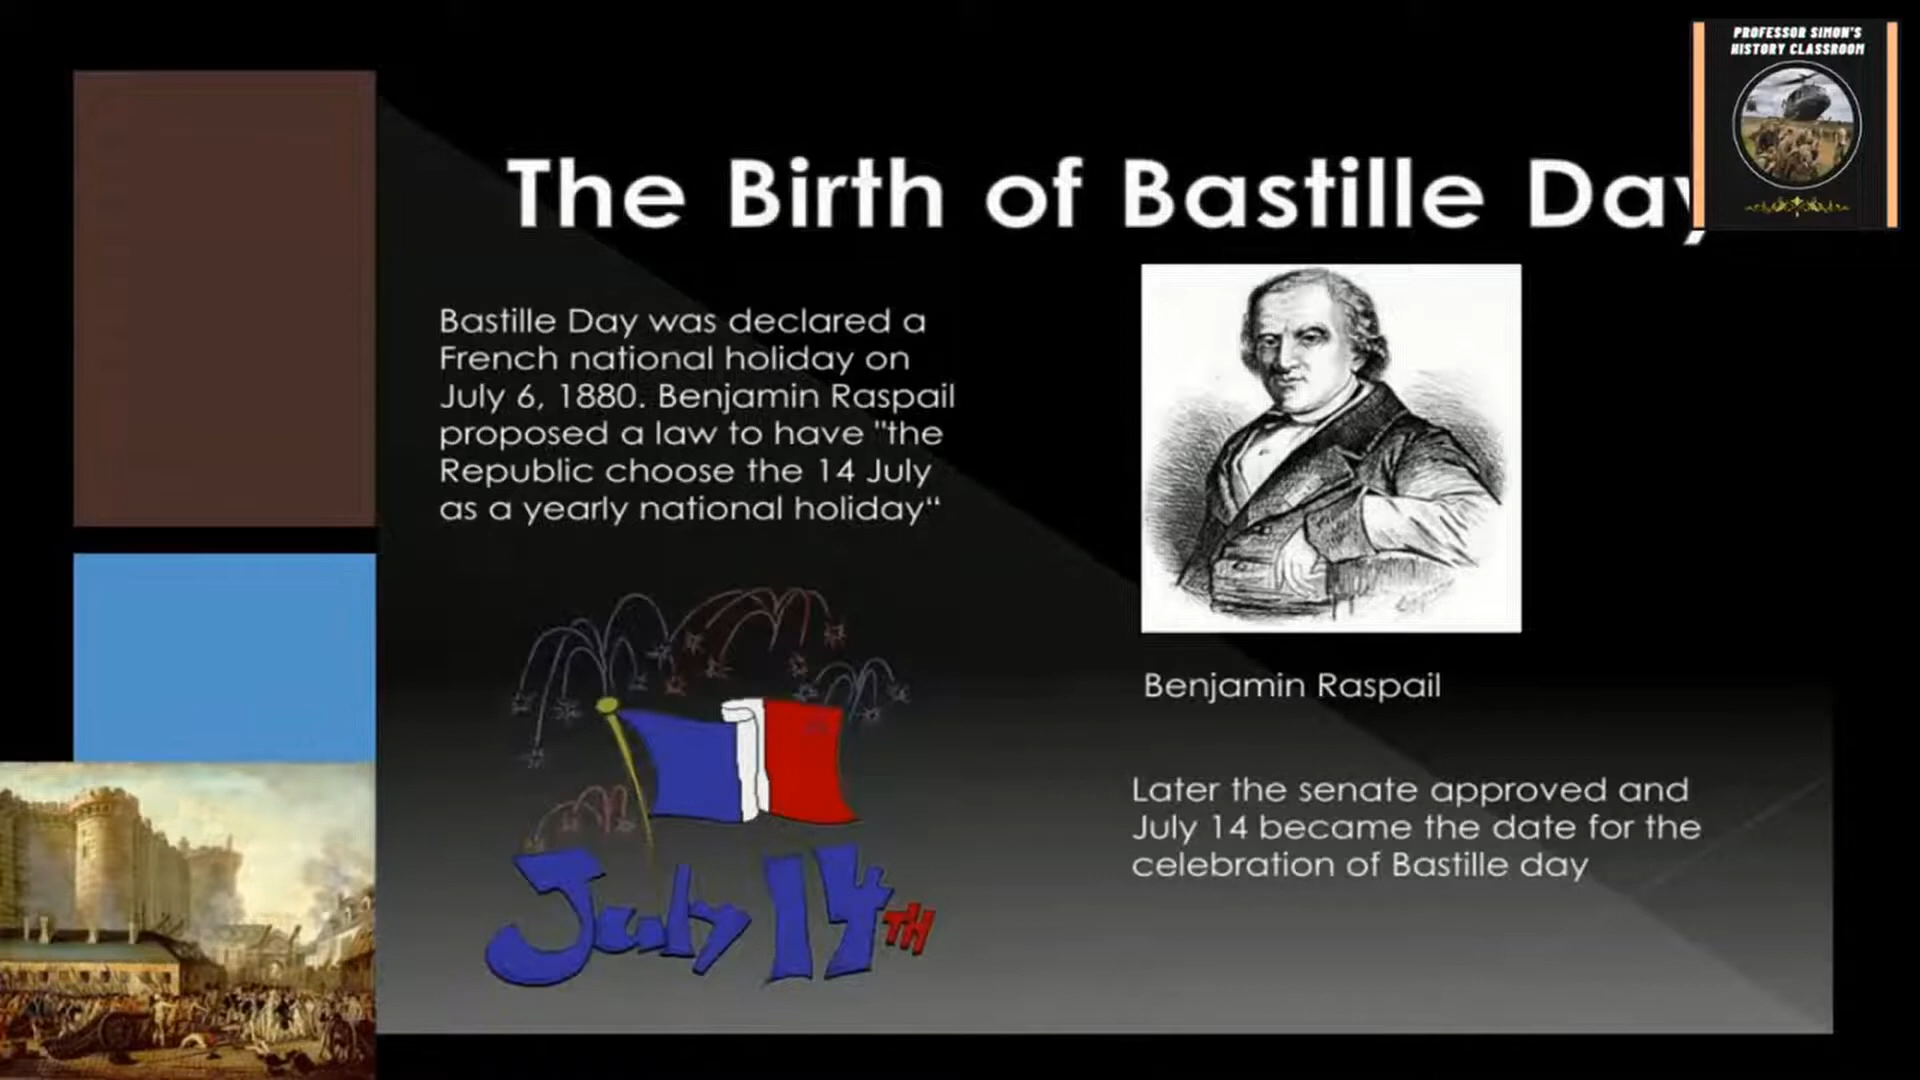 PROFESSOR SIMON'S
HISTORY CLASSROOM
The Birth of Bastille Day
Bastille Day was declared a
French national holiday on
July 6, 1880. Benjamin Raspail
proposed a law to have "the
Republic choose the 14 July
as a yearly national holiday“
Benjamin Raspail
Later the senate approved and
July 14 became the date for the
celebration of Bastille day
July 14TH